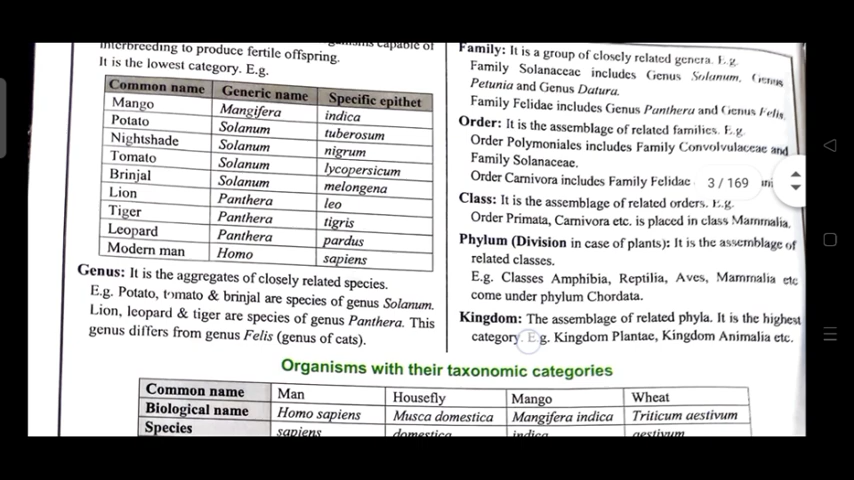 interbreeding to produce fertile offspring.
It is the lowest category. E.g.
Common name Generic name Specific epithet
Mango Mangifera indica
Potato Solanum tuberosum
Nightshade Solanum nigrum
Tomato Solanum lycopersicum
Brinjal Solanum melongena
Lion Panthera leo
Tiger Panthera tigris
Leopard Panthera pardus
Modern man Homo sapiens
Genus: It is the aggregates of closely related species.
E.g. Potato, tomato & brinjal are species of genus Solanum.
Lion, leopard & tiger are species of genus Panthera. This
genus differs from genus Felis (genus of cats).
Family: It is a group of closely related genera. E.g.
Family Solanaceae includes Genus Solanum, Genus
Petunia and Genus Datura.
Family Felidae includes Genus Panthera and Genus Felis.
Order: It is the assemblage of related families. E.g.
Order Polymoniales includes Family Convolvulaceae and
Family Solanaceae.
Order Carnivora includes Family Felidae
3 / 169
Class: It is the assemblage of related orders. E.g.
Order Primata, Carnivora etc. is placed in class Mammalia.
Phylum (Division in case of plants): It is the assemblage of
related classes.
E.g. Classes Amphibia, Reptilia, Aves, Mammalia etc
come under phylum Chordata.
Kingdom: The assemblage of related phyla. It is the highest
category. E.g. Kingdom Plantae, Kingdom Animalia etc.
Organisms with their taxonomic categories
Common name Man Housefly Mango Wheat
Biological name Homo sapiens Musca domestica Mangifera indica Triticum aestivum
Species sapiens domestica indica aestivum